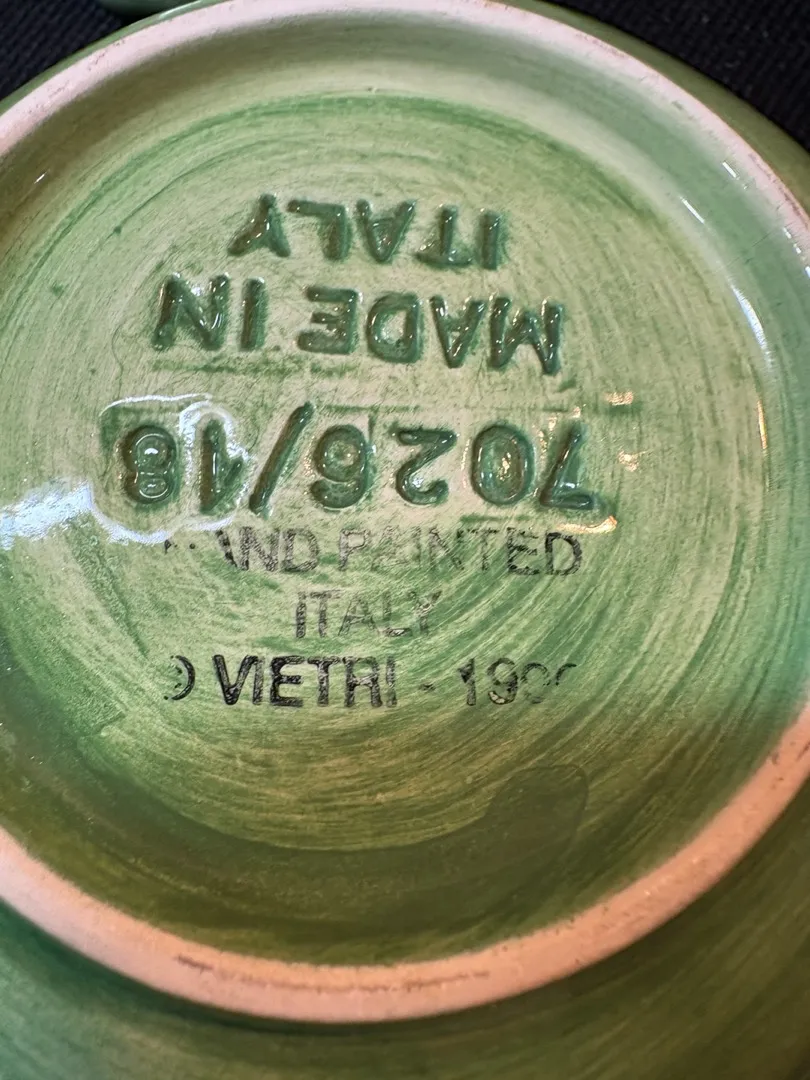 MADE IN
ITALY
7026/18
PAINTED
ITALY
VIETRI -